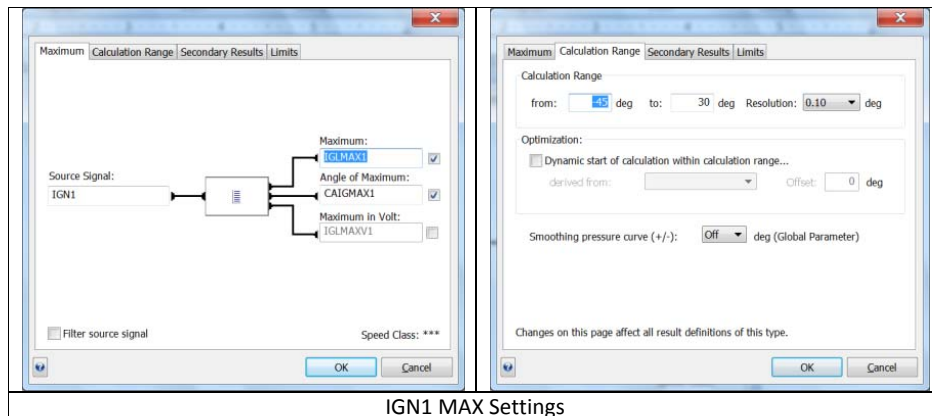 Maximum Calculation Range Secondary Results Limits
Maximum:
IGLMAX1
Source Signal:
Angle of Maximum:
IGN1
CAIGMAX1
Maximum in Volt:
IGLMAXV1
Filter source signal
Speed Class: ***
OK Cancel
Maximum Calculation Range Secondary Results Limits
Calculation Range
from: -45 deg to: 30 deg Resolution: 0.10 deg
Optimization:
Dynamic start of calculation within calculation range...
derived from: Offset: 0 deg
Smoothing pressure curve (+/-): Off deg (Global Parameter)
Changes on this page affect all result definitions of this type.
OK Cancel
IGN1 MAX Settings